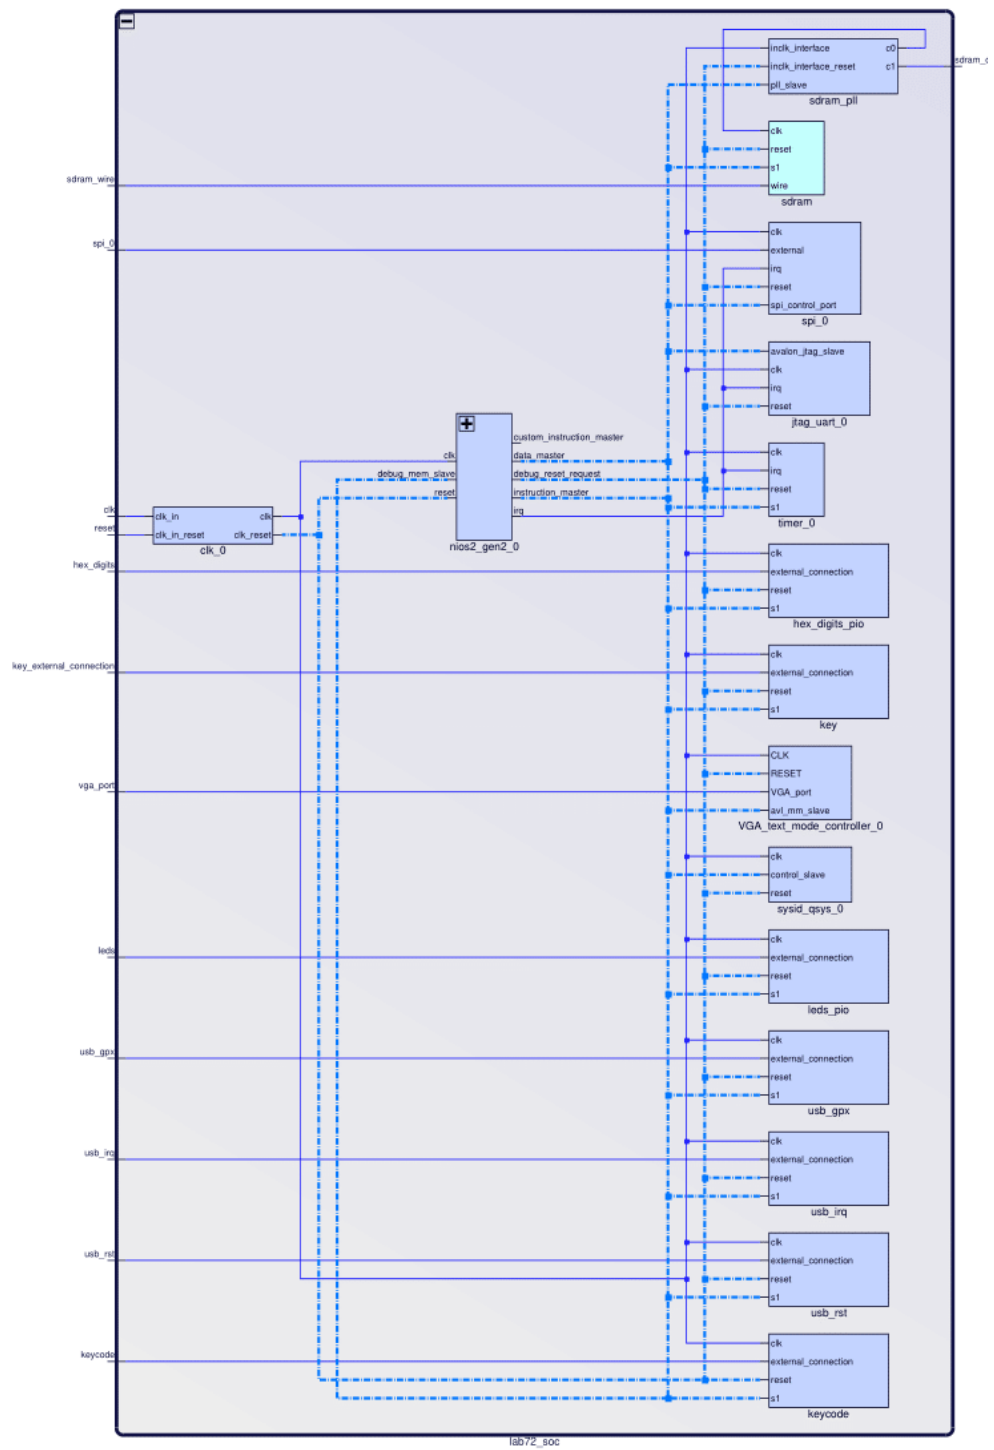 inclk_interface c0
inclk_interface_reset c1
pll_slave
sdram_pll
clk
reset
s1
sdram_wire
wire
sdram
clk
spi_0
external
irq
reset
spi_control_port
spi_0
avalon_jtag_slave
clk
irq
reset
jtag_uart_0
custom_instruction_master
clk data_master
debug_mem_slave debug_reset_request
reset instruction_master
irq
nios2_gen2_0
clk
irq
reset
s1
timer_0
clk
clk_in clk
reset
clk_in_reset clk_reset
clk_0
clk
hex_digits
external_connection
reset
s1
hex_digits_pio
clk
key_external_connection
external_connection
reset
s1
key
CLK
RESET
vga_port
VGA_port
avl_mm_slave
VGA_text_mode_controller_0
clk
control_slave
reset
sysid_qsys_0
clk
leds
external_connection
reset
s1
leds_pio
clk
usb_gpx
external_connection
reset
s1
usb_gpx
clk
usb_irq
external_connection
reset
s1
usb_irq
clk
usb_rst
external_connection
reset
s1
usb_rst
clk
keycode
external_connection
reset
s1
keycode
lab72_soc